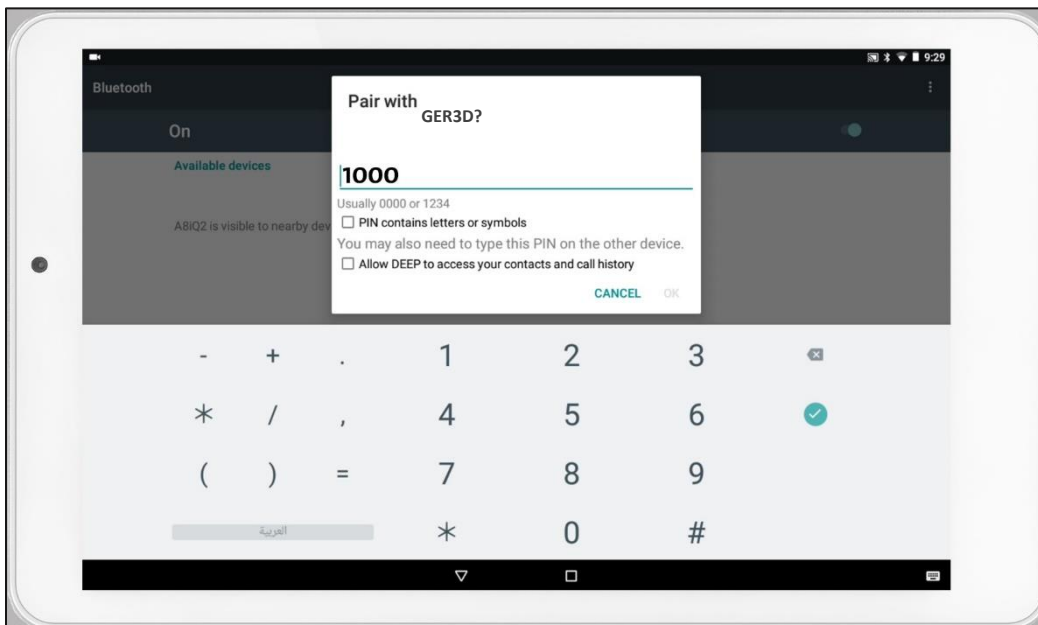 9:29
Bluetooth
On
Available devices
A8iQ2 is visible to nearby dev
Pair with
GER3D?
1000
Usually 0000 or 1234
PIN contains letters or symbols
You may also need to type this PIN on the other device.
Allow DEEP to access your contacts and call history
CANCEL OK
- + . 1 2 3
* / , 4 5 6
( ) = 7 8 9
العربية * 0 #